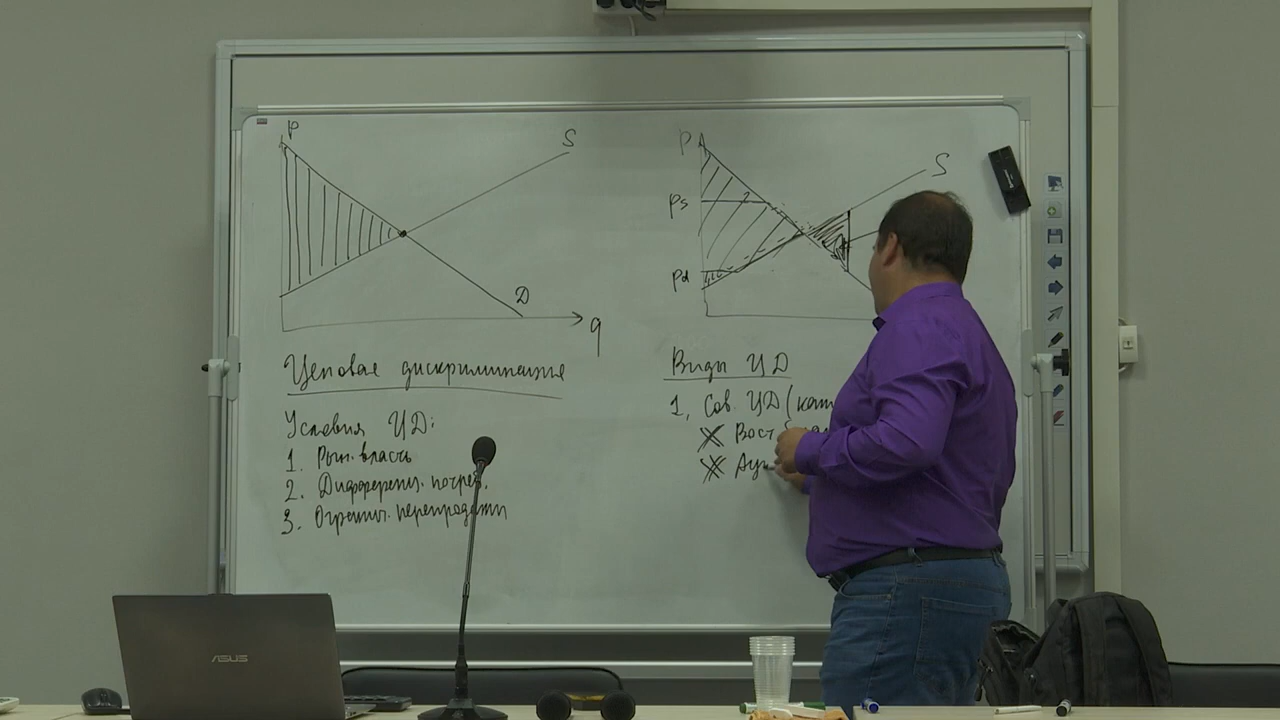 P
S
D
q
Ценовая дискриминация
Условия ЦД:
1. Рын. власть
2. Дифференц. потреб.
3. Огранич. перепродажи
P
S
Ps
Pd
Виды ЦД
1. Сов. ЦД (
Вост
Аук
ASUS